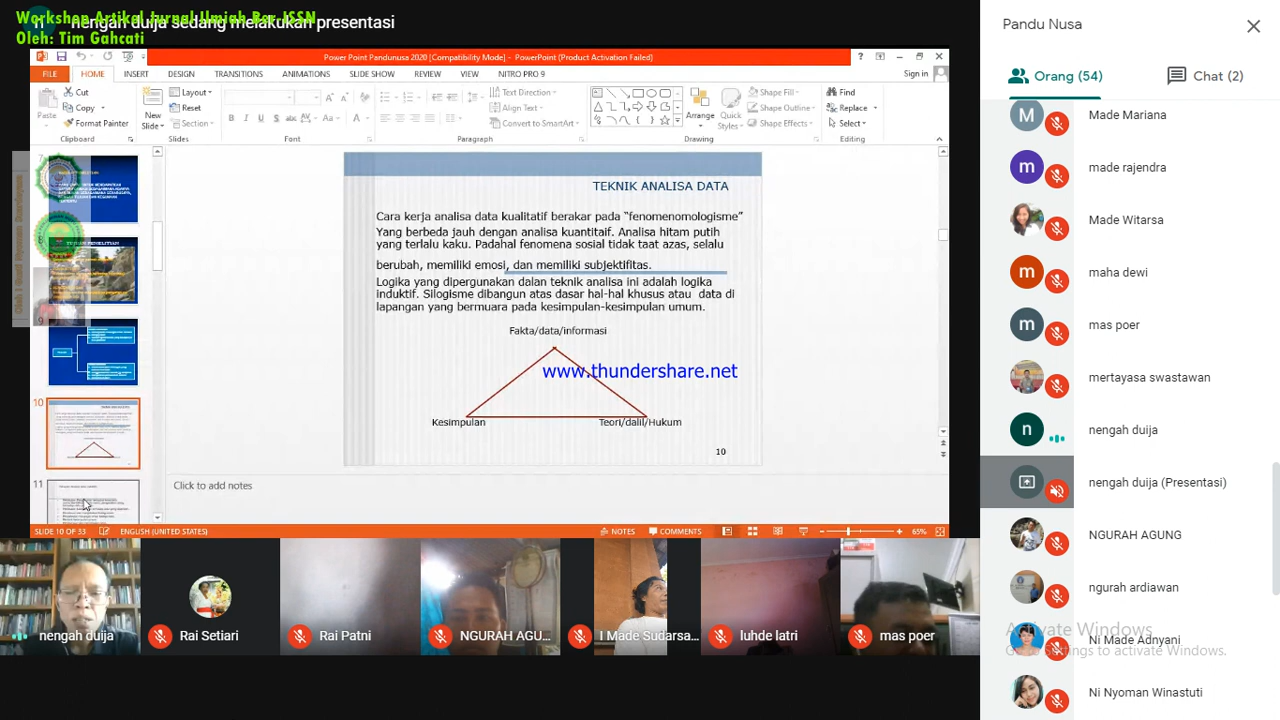 Workshop Artikel Jurnal Ilmiah Ber-ISSN
Oleh: Tim Gahcati
n nengah duija sedang melakukan presentasi
Power Point Pandunusa 2020 [Compatibility Mode] - PowerPoint (Product Activation Failed)
FILE HOME INSERT DESIGN TRANSITIONS ANIMATIONS SLIDE SHOW REVIEW VIEW NITRO PRO 9 Sign in
Paste
Cut
Copy
Format Painter
Clipboard
New Slide
Layout
Reset
Section
Slides
Font
Text Direction
Align Text
Convert to SmartArt
Paragraph
Arrange
Quick Styles
Shape Fill
Shape Outline
Shape Effects
Drawing
Find
Replace
Select
Editing
7
9
10
11
TEKNIK ANALISA DATA
Cara kerja analisa data kualitatif berakar pada “fenomenomologisme”
Yang berbeda jauh dengan analisa kuantitaif. Analisa hitam putih
yang terlalu kaku. Padahal fenomena sosial tidak taat azas, selalu
berubah, memiliki emosi, dan memiliki subjektifitas.
Logika yang dipergunakan dalan teknik analisa ini adalah logika
induktif. Silogisme dibangun atas dasar hal-hal khusus atau data di
lapangan yang bermuara pada kesimpulan-kesimpulan umum.
Fakta/data/informasi
www.thundershare.net
Kesimpulan
Teori/dalil/Hukum
10
Click to add notes
SLIDE 10 OF 33 ENGLISH (UNITED STATES) NOTES COMMENTS 65%
nengah duija
Rai Setiari
Rai Patni
NGURAH AGU...
I Made Sudarsa...
luhde latri
mas poer
Pandu Nusa
Orang (54)
Chat (2)
M Made Mariana
m made rajendra
Made Witarsa
m maha dewi
m mas poer
mertayasa swastawan
n nengah duija
nengah duija (Presentasi)
NGURAH AGUNG
ngurah ardiawan
Ni Made Adnyani
Ni Nyoman Winastuti
Activate Windows
Go to Settings to activate Windows.